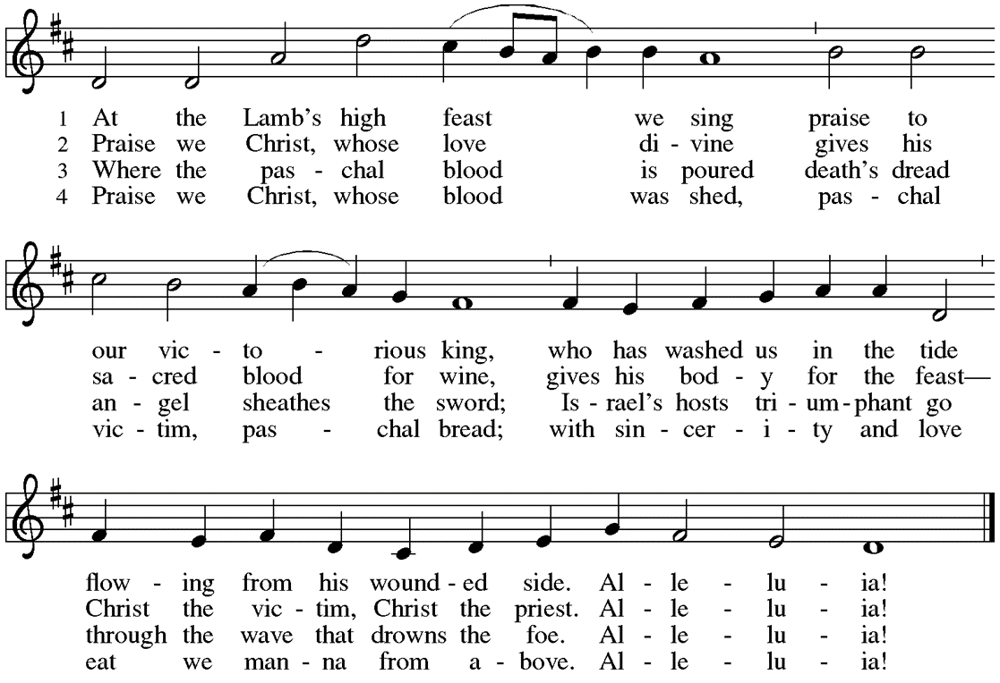 1 At the Lamb's high feast we sing praise to
2 Praise we Christ, whose love di - vine gives his
3 Where the pas - chal blood is poured death's dread
4 Praise we Christ, whose blood was shed, pas - chal
our vic - to - rious king, who has washed us in the tide
sa - cred blood for wine, gives his bod - y for the feast—
an - gel sheathes the sword; Is - rael's hosts tri - um - phant go
vic - tim, pas - chal bread; with sin - cer - i - ty and love
flow - ing from his wound - ed side. Al - le - lu - ia!
Christ the vic - tim, Christ the priest. Al - le - lu - ia!
through the wave that drowns the foe. Al - le - lu - ia!
eat we man - na from a - bove. Al - le - lu - ia!